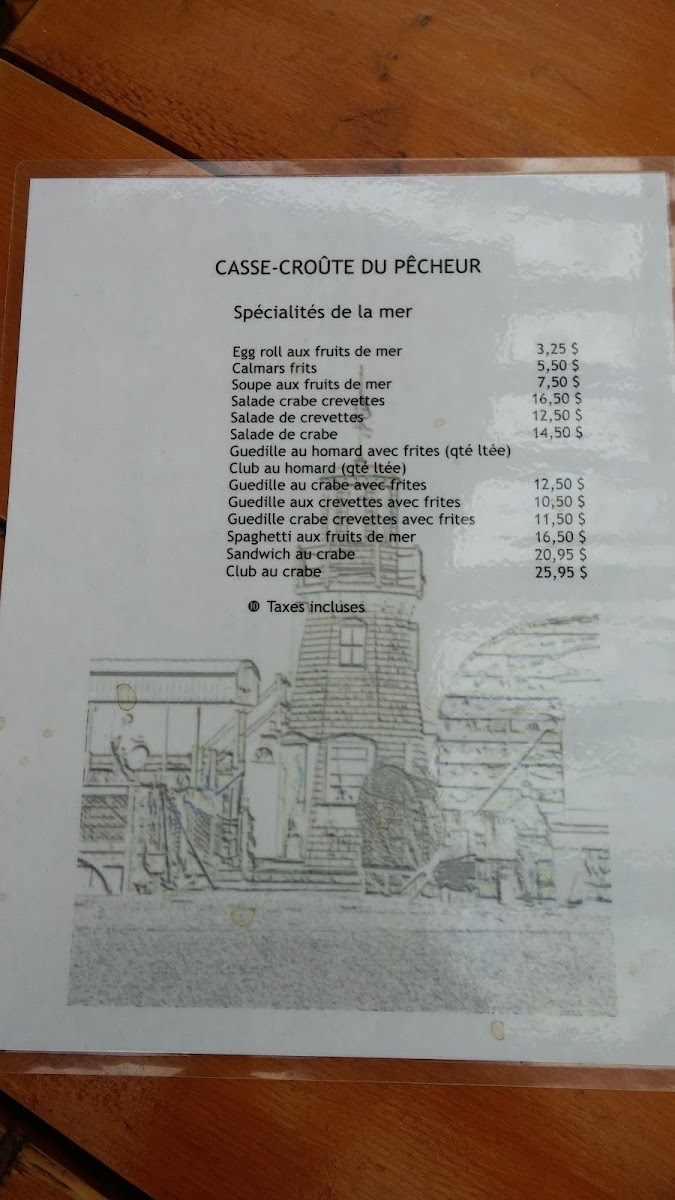 CASSE-CROÛTE DU PÊCHEUR
Spécialités de la mer
Egg roll aux fruits de mer 3,25 $
Calmars frits 5,50 $
Soupe aux fruits de mer 7,50 $
Salade crabe crevettes 16,50 $
Salade de crevettes 12,50 $
Salade de crabe 14,50 $
Guedille au homard avec frites (qté ltée)
Club au homard (qté ltée)
Guedille au crabe avec frites 12,50 $
Guedille aux crevettes avec frites 10,50 $
Guedille crabe crevettes avec frites 11,50 $
Spaghetti aux fruits de mer 16,50 $
Sandwich au crabe 20,95 $
Club au crabe 25,95 $
❿ Taxes incluses